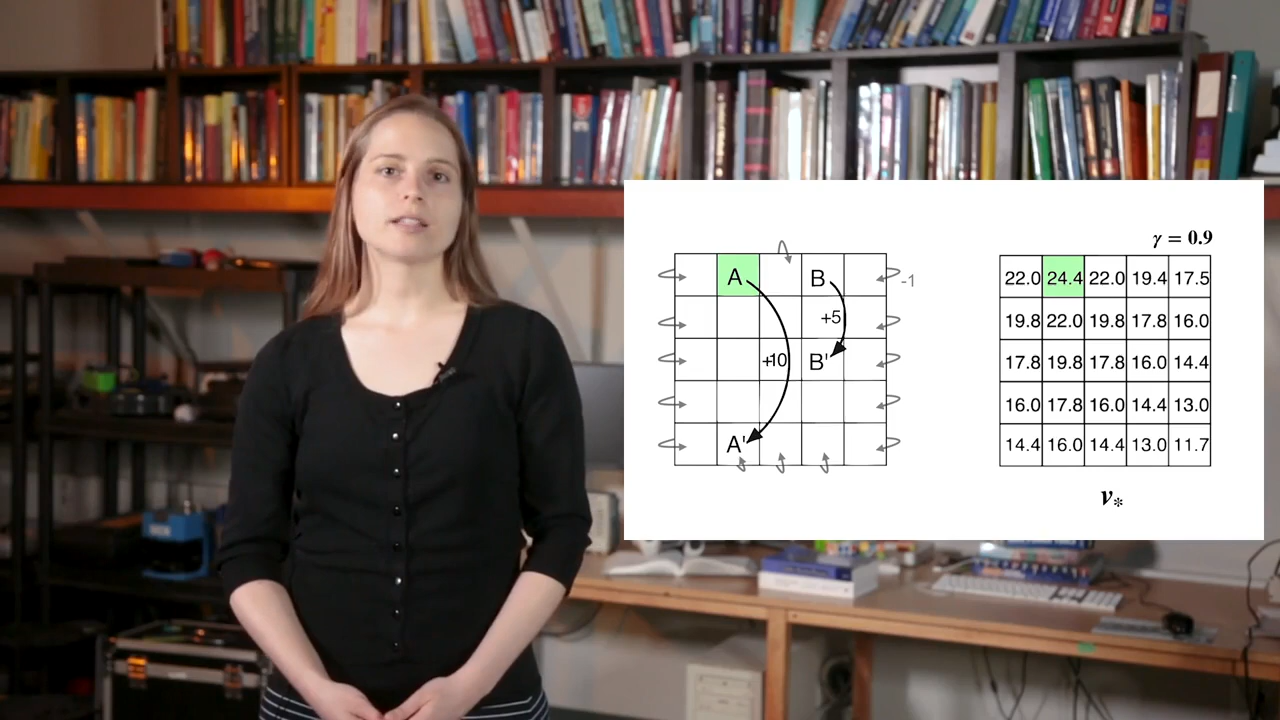 γ = 0.9
A B -1
+5
+10 B'
A'
22.0 24.4 22.0 19.4 17.5
19.8 22.0 19.8 17.8 16.0
17.8 19.8 17.8 16.0 14.4
16.0 17.8 16.0 14.4 13.0
14.4 16.0 14.4 13.0 11.7
v*